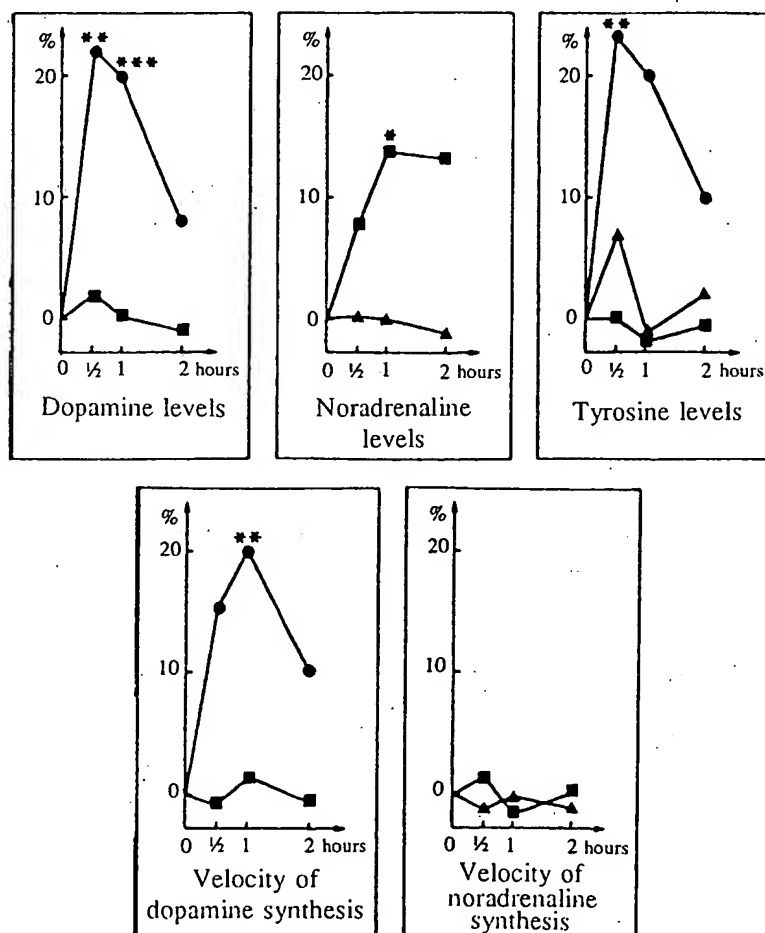 %
**
***
20
10
0
0 ½ 1 2 hours
Dopamine levels
%
20
*
10
0
0 ½ 1 2 hours
Noradrenaline
levels
%
**
20
10
0
0 ½ 1 2 hours
Tyrosine levels
%
**
20
10
0
0 ½ 1 2 hours
Velocity of
dopamine synthesis
%
20
10
0
0 ½ 1 2 hours
Velocity of
noradrenaline
synthesis